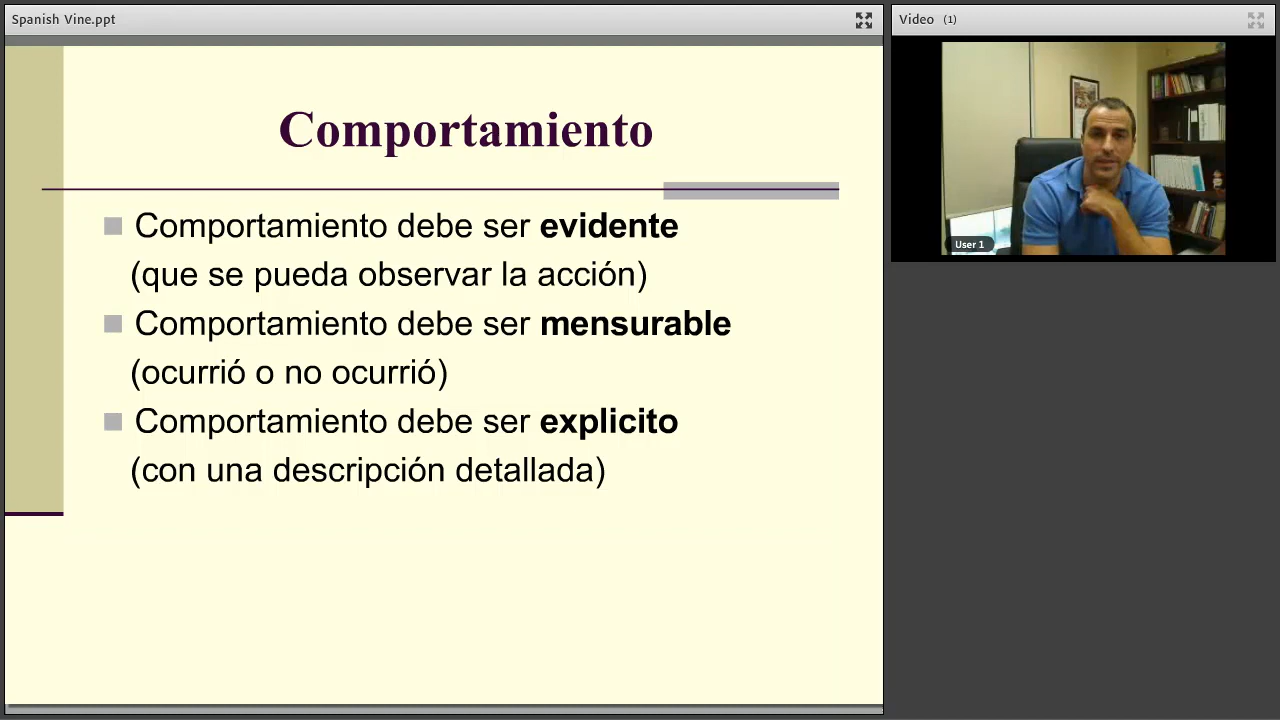 Spanish Vine.ppt
Video (1)
Comportamiento
Comportamiento debe ser evidente
(que se pueda observar la acción)
Comportamiento debe ser mensurable
(ocurrió o no ocurrió)
Comportamiento debe ser explicito
(con una descripción detallada)
User 1